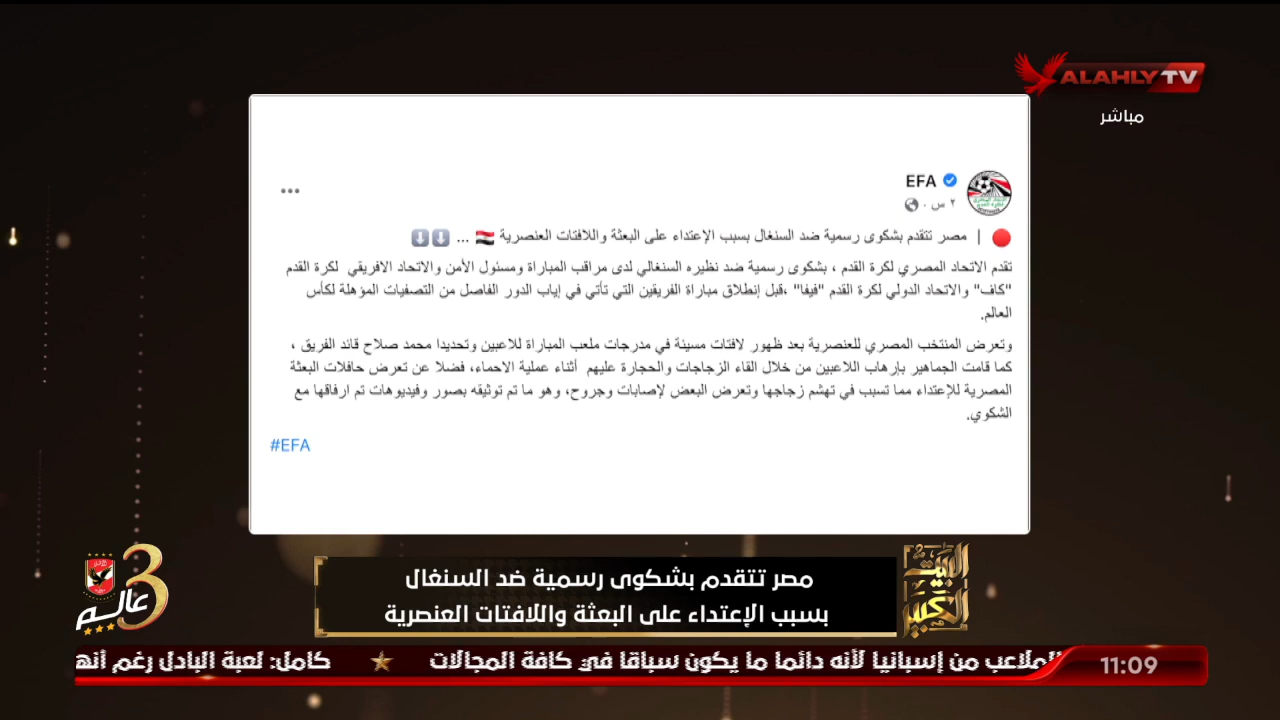 ALAHLY TV
مباشر
EFA
٢ س .
| مصر تتقدم بشكوى رسمية ضد السنغال بسبب الإعتداء على البعثة واللافتات العنصرية 🇪🇬 ... ⬇️⬇️
تقدم الاتحاد المصري لكرة القدم ، بشكوى رسمية ضد نظيره السنغالي لدى مراقب المباراة ومسئول الأمن والاتحاد الافريقي لكرة القدم
"كاف" والاتحاد الدولي لكرة القدم "فيفا" ،قبل إنطلاق مباراة الفريقين التي تأتي في إياب الدور الفاصل من التصفيات المؤهلة لكأس
العالم.
وتعرض المنتخب المصري للعنصرية بعد ظهور لافتات مسيئة في مدرجات ملعب المباراة للاعبين وتحديدا محمد صلاح قائد الفريق ،
كما قامت الجماهير بإرهاب اللاعبين من خلال القاء الزجاجات والحجارة عليهم أثناء عملية الاحماء، فضلا عن تعرض حافلات البعثة
المصرية للإعتداء مما تسبب في تهشم زجاجها وتعرض البعض لإصابات وجروح، وهو ما تم توثيقه بصور وفيديوهات تم ارفاقها مع
الشكوي.
#EFA
مصر تتقدم بشكوى رسمية ضد السنغال
بسبب الإعتداء على البعثة واللافتات العنصرية
البيت الكبير
3 عالم
الملاعب من إسبانيا لأنه دائما ما يكون سباقا في كافة المجالات ★ كامل: لعبة البادل رغم أنه
11:09